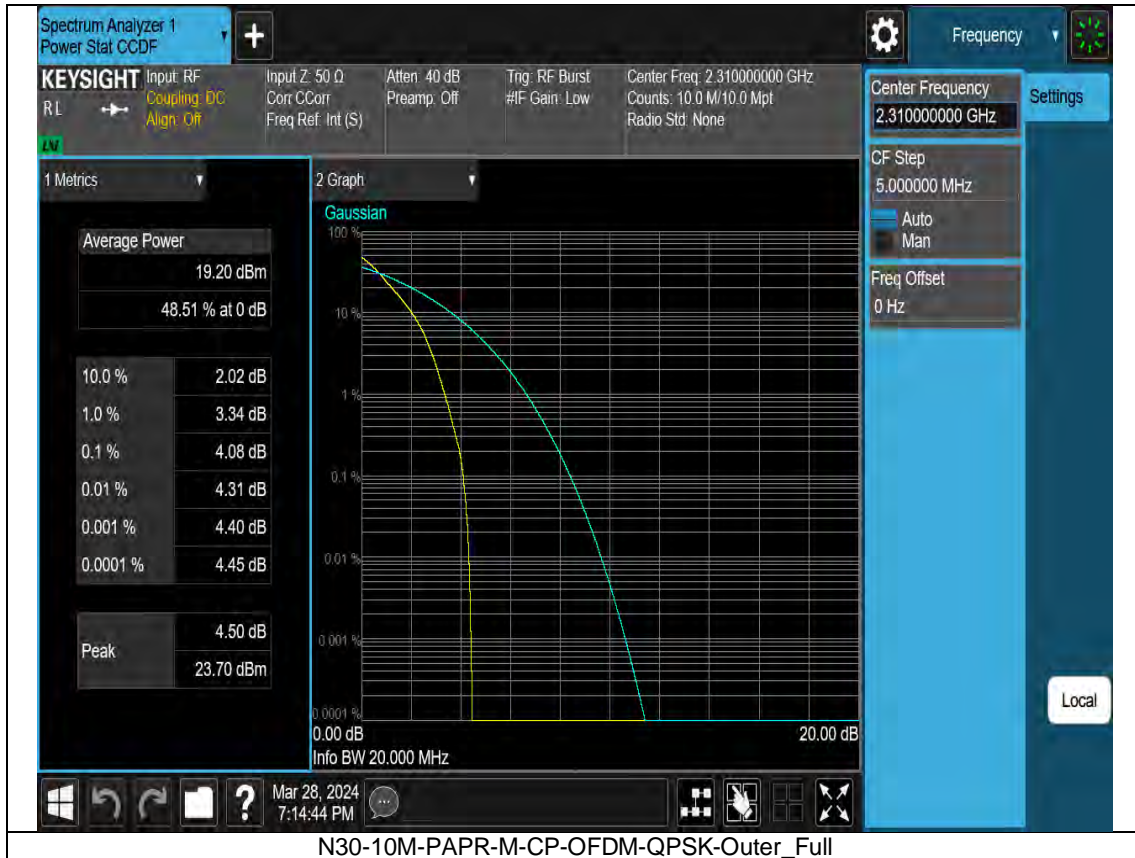 Spectrum Analyzer 1
Power Stat CCDF
+
Frequency
KEYSIGHT
R L
LXI
Input: RF
Coupling: DC
Align: Off
Input Z: 50 Ω
Corr CCorr
Freq Ref: Int (S)
Atten: 40 dB
Preamp: Off
Trig: RF Burst
#IF Gain: Low
Center Freq: 2.310000000 GHz
Counts: 10.0 M/10.0 Mpt
Radio Std: None
1 Metrics
Average Power
19.20 dBm
48.51 % at 0 dB
10.0 % 2.02 dB
1.0 % 3.34 dB
0.1 % 4.08 dB
0.01 % 4.31 dB
0.001 % 4.40 dB
0.0001 % 4.45 dB
Peak 4.50 dB
23.70 dBm
2 Graph
Gaussian
100 %
10 %
1 %
0.1 %
0.01 %
0.001 %
0.0001 %
0.00 dB 20.00 dB
Info BW 20.000 MHz
Center Frequency
2.310000000 GHz
Settings
CF Step
5.000000 MHz
Auto
Man
Freq Offset
0 Hz
Local
?
Mar 28, 2024
7:14:44 PM
N30-10M-PAPR-M-CP-OFDM-QPSK-Outer_Full